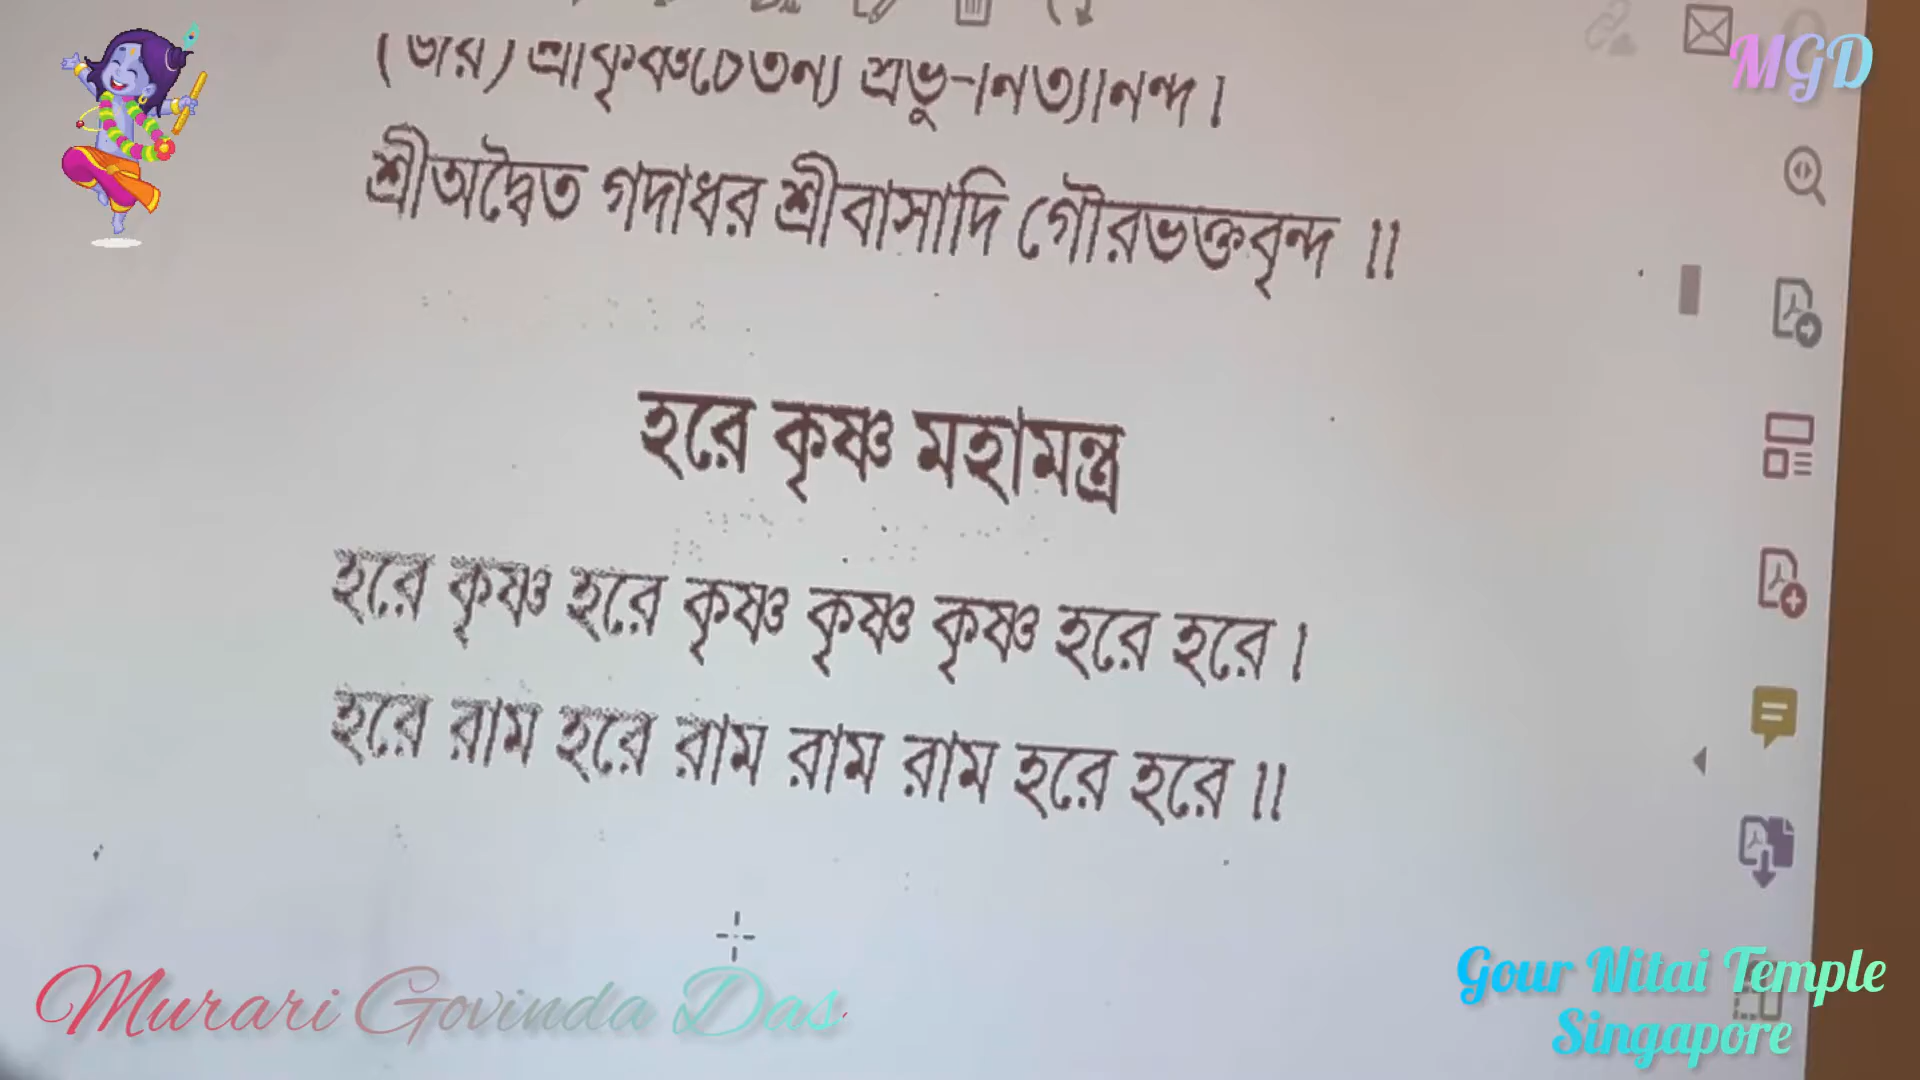 (জয়) শ্রীকৃষ্ণচৈতন্য প্রভু-নিত্যানন্দ ।
শ্রীঅদ্বৈত গদাধর শ্রীবাসাদি গৌরভক্তবৃন্দ ॥
হরে কৃষ্ণ মহামন্ত্র
হরে কৃষ্ণ হরে কৃষ্ণ কৃষ্ণ কৃষ্ণ হরে হরে ।
হরে রাম হরে রাম রাম রাম হরে হরে ॥
MGD
Murari Govinda Das
Gour Nitai Temple
Singapore